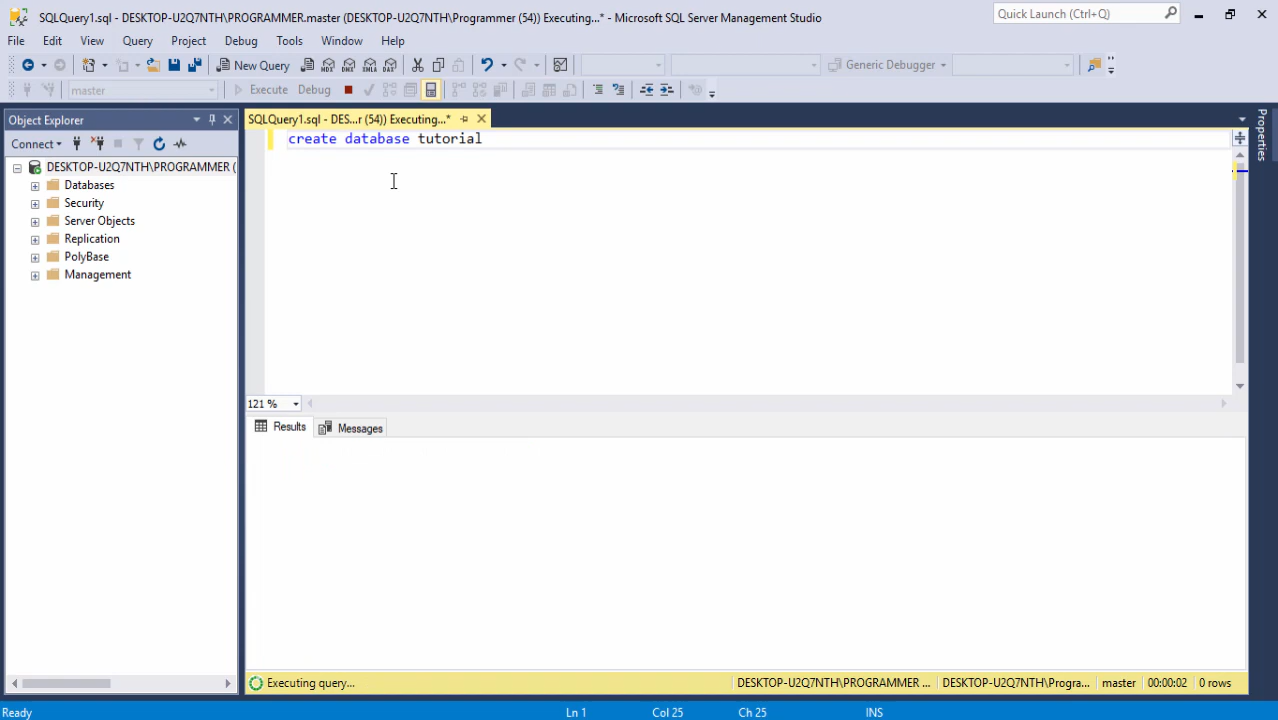 SQLQuery1.sql - DESKTOP-U2Q7NTH\PROGRAMMER.master (DESKTOP-U2Q7NTH\Programmer (54)) Executing...* - Microsoft SQL Server Management Studio
Quick Launch (Ctrl+Q)
File Edit View Query Project Debug Tools Window Help
New Query MDX DMX XMLA DAX Generic Debugger
master Execute Debug
Object Explorer
SQLQuery1.sql - DES...r (54)) Executing...*
Properties
Connect
create database tutorial
DESKTOP-U2Q7NTH\PROGRAMMER (
Databases
Security
Server Objects
Replication
PolyBase
Management
121 %
Results Messages
Executing query...
DESKTOP-U2Q7NTH\PROGRAMMER ... DESKTOP-U2Q7NTH\Progra... master 00:00:02 0 rows
Ready Ln 1 Col 25 Ch 25 INS